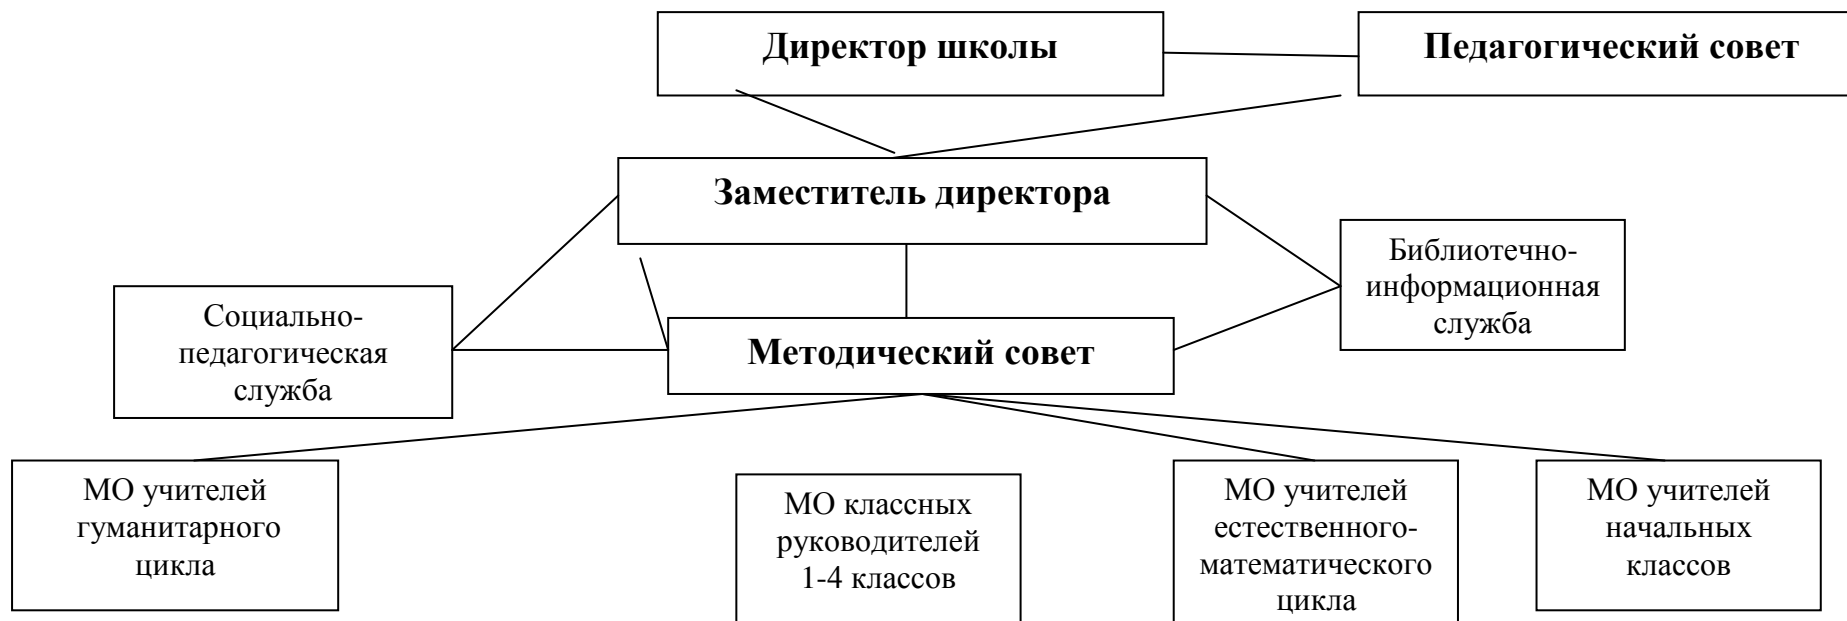 Директор школы
Педагогический совет
Заместитель директора
Библиотечно-
информационная
служба
Социально-
педагогическая
служба
Методический совет
МО учителей
гуманитарного
цикла
МО классных
руководителей
1-4 классов
МО учителей
естественного-
математического
цикла
МО учителей
начальных
классов